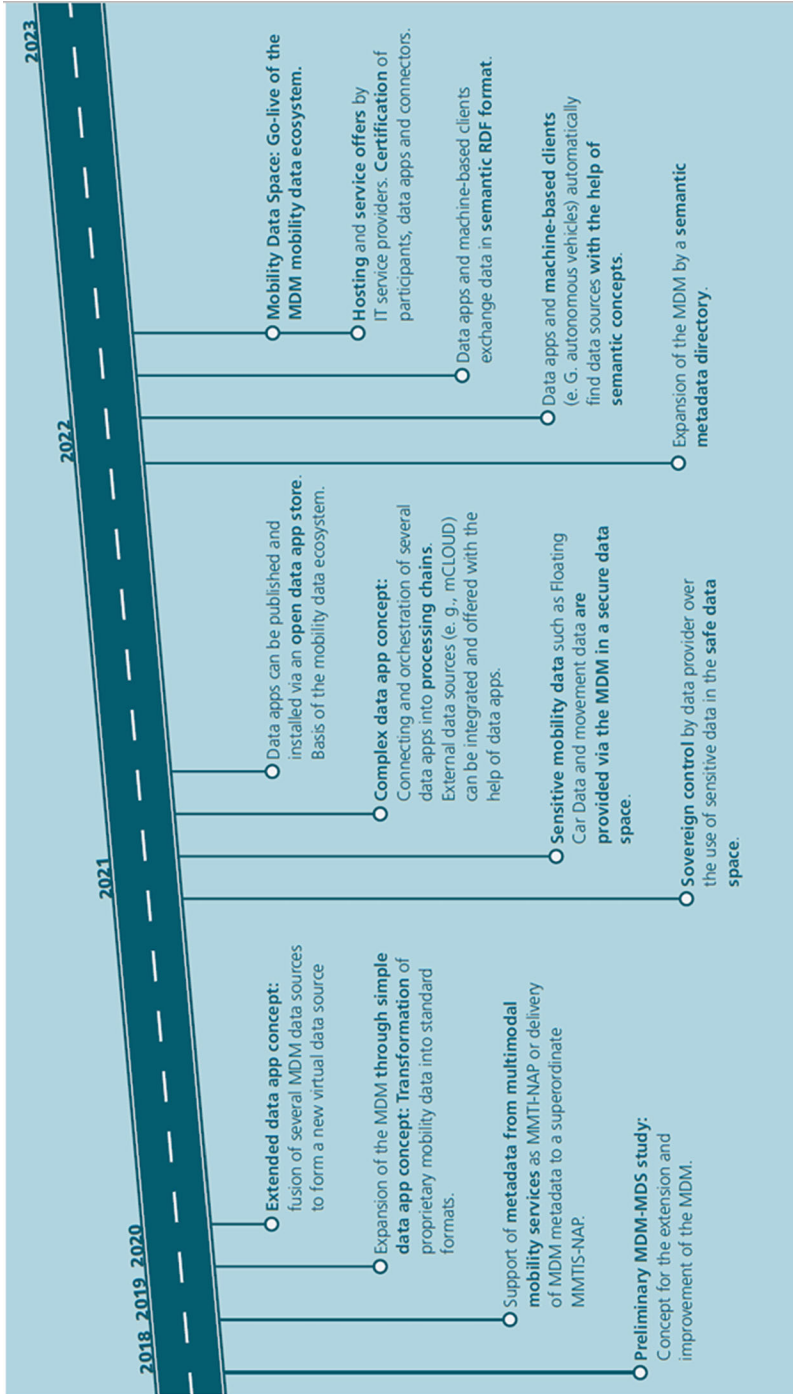 2018 2019 2020
2021
2022
2023
Preliminary MDM-MDS study:
Concept for the extension and
improvement of the MDM.
Support of metadata from multimodal
mobility services as MMTI-NAP or delivery
of MDM metadata to a superordinate
MMTIS-NAP.
Expansion of the MDM through simple
data app concept: Transformation of
proprietary mobility data into standard
formats.
Extended data app concept:
fusion of several MDM data sources
to form a new virtual data source
Sovereign control by data provider over
the use of sensitive data in the safe data
space.
Sensitive mobility data such as Floating
Car Data and movement data are
provided via the MDM in a secure data
space.
Complex data app concept:
Connecting and orchestration of several
data apps into processing chains.
External data sources (e. g., mCLOUD)
can be integrated and offered with the
help of data apps.
Data apps can be published and
installed via an open data app store.
Basis of the mobility data ecosystem.
Expansion of the MDM by a semantic
metadata directory.
Data apps and machine-based clients
(e. G. autonomous vehicles) automatically
find data sources with the help of
semantic concepts.
Data apps and machine-based clients
exchange data in semantic RDF format.
Hosting and service offers by
IT service providers. Certification of
participants, data apps and connectors.
Mobility Data Space: Go-live of the
MDM mobility data ecosystem.